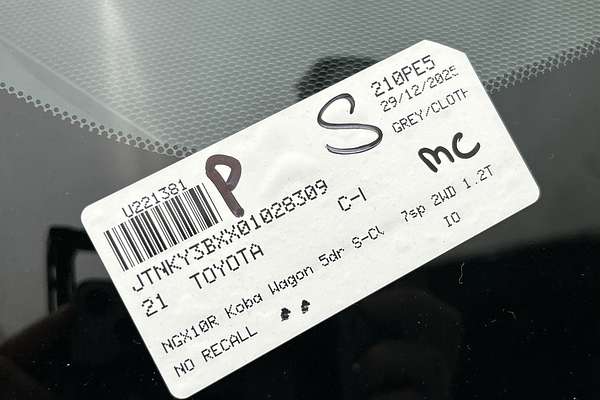 210PE5
29/12/2025
GREY/CLOTH
P
S
MC
U221381
JTNKY3BXX01028309
21 TOYOTA
C-1
NGX10R Koba Wagon 5dr S-CV 7sp 2WD 1.2T
NO RECALL
IO